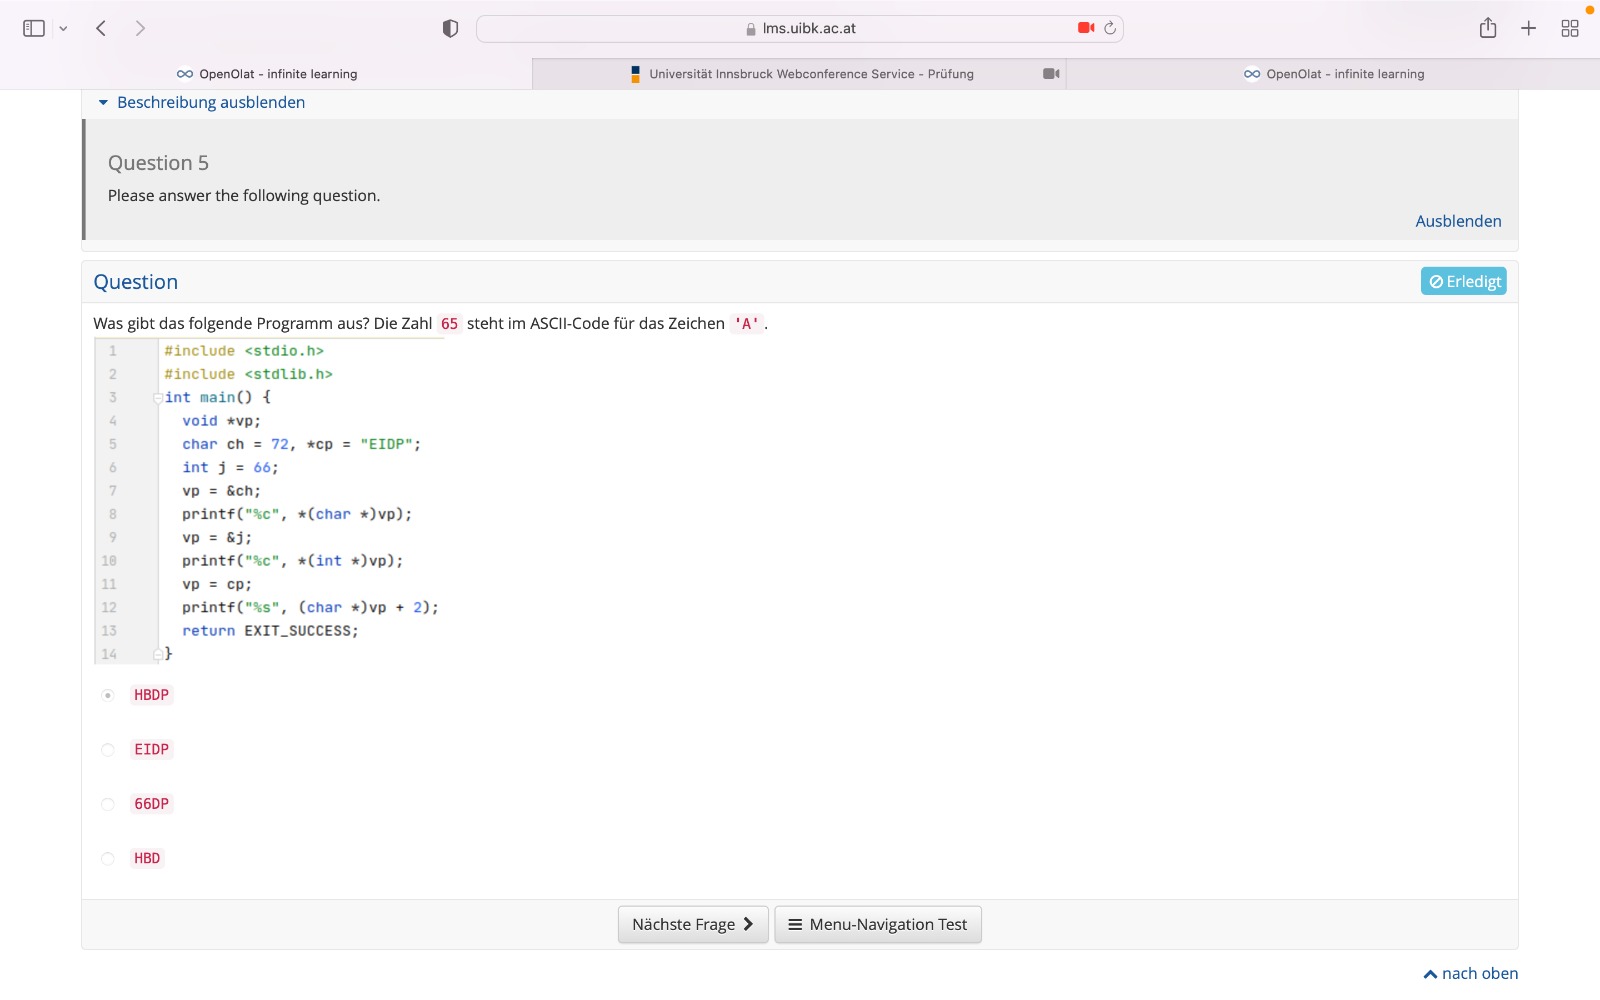 lms.uibk.ac.at
OpenOlat - infinite learning
Universität Innsbruck Webconference Service - Prüfung
OpenOlat - infinite learning
Beschreibung ausblenden
Question 5
Please answer the following question.
Ausblenden
Question
Erledigt
Was gibt das folgende Programm aus? Die Zahl 65 steht im ASCII-Code für das Zeichen 'A'.
1 #include <stdio.h>
2 #include <stdlib.h>
3 int main() {
4 void *vp;
5 char ch = 72, *cp = "EIDP";
6 int j = 66;
7 vp = &ch;
8 printf("%c", *(char *)vp);
9 vp = &j;
10 printf("%c", *(int *)vp);
11 vp = cp;
12 printf("%s", (char *)vp + 2);
13 return EXIT_SUCCESS;
14 }
HBDP
EIDP
66DP
HBD
Nächste Frage
Menu-Navigation Test
nach oben